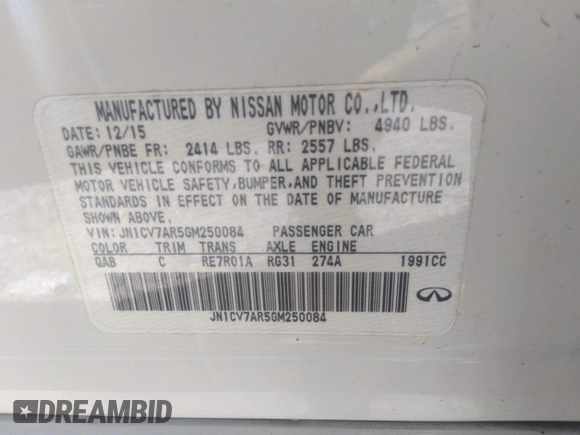 MANUFACTURED BY NISSAN MOTOR CO.,LTD.
DATE: 12/15 GVWR/PNBV: 4940 LBS.
GAWR/PNBE FR: 2414 LBS. RR: 2557 LBS.
THIS VEHICLE CONFORMS TO ALL APPLICABLE FEDERAL
MOTOR VEHICLE SAFETY,BUMPER,AND THEFT PREVENTION
STANDARDS IN EFFECT ON THE DATE OF MANUFACTURE
SHOWN ABOVE.
VIN: JN1CV7AR5GM250084 PASSENGER CAR
COLOR TRIM TRANS AXLE ENGINE
QAB C RE7R01A RG31 274A 1991CC
JN1CV7AR5GM250084
INFINITI
DREAMBID